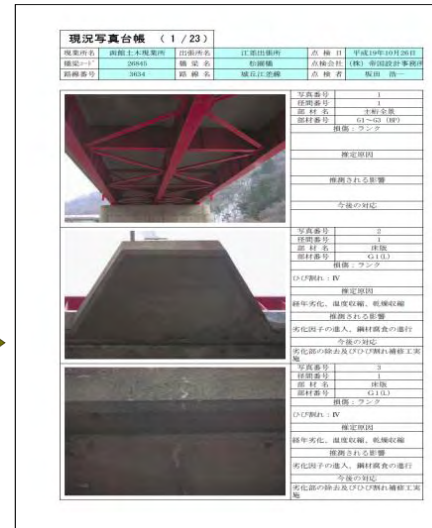 現況写真台帳 (1/23)
現業所名 函館土木現業所 出張所名 江差出張所 点検日 平成19年10月26日
橋梁コード 26845 橋梁名 点検会社 (株) 帝国設計事務所
路線番号 3634 路線名 点検者
写真番号 1
径間番号 1
部材名 主桁全景
部材番号 G1～G3 (BP)
損傷：ランク
推定原因
推測される影響
今後の対応
写真番号 2
径間番号 1
部材名 床版
部材番号 G1(L)
損傷：ランク
ひび割れ：Ⅳ
推定原因
経年劣化、温度収縮、乾燥収縮
推測される影響
劣化因子の進入、鋼材腐食の進行
今後の対応
劣化部の除去及びひび割れ補修工実施
写真番号 3
径間番号 1
部材名 床版
部材番号 G1(L)
損傷：ランク
ひび割れ：Ⅳ
推定原因
経年劣化、温度収縮、乾燥収縮
推測される影響
劣化因子の進入、鋼材腐食の進行
今後の対応
劣化部の除去及びひび割れ補修工実施